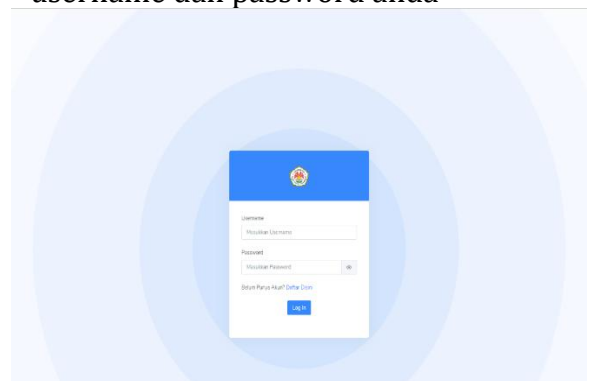 username dan password anda
Username
Masukkan Username
Password
Masukkan Password
Belum Punya Akun? Daftar Disini
Log In